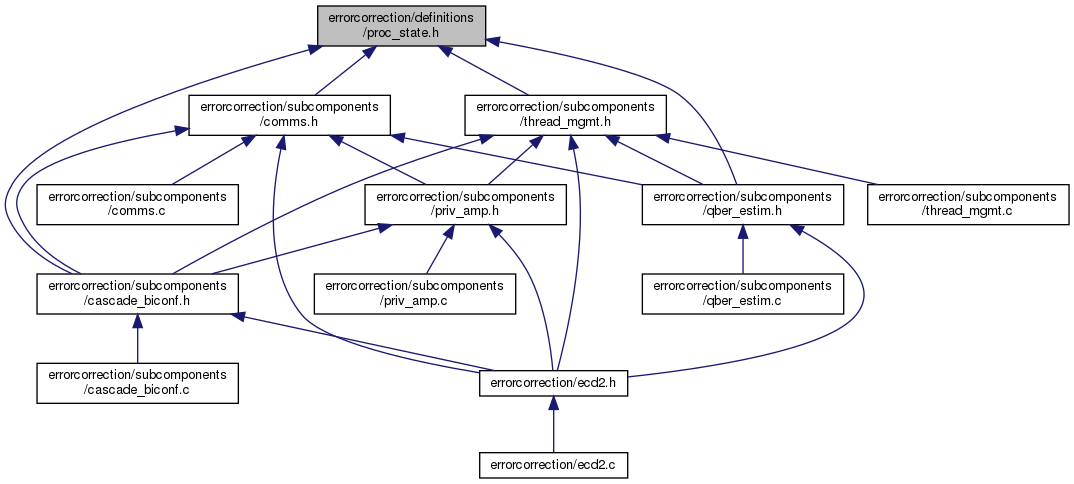 errorcorrection/definitions
/proc_state.h
errorcorrection/subcomponents
/comms.h
errorcorrection/subcomponents
/thread_mgmt.h
errorcorrection/subcomponents
/comms.c
errorcorrection/subcomponents
/priv_amp.h
errorcorrection/subcomponents
/qber_estim.h
errorcorrection/subcomponents
/thread_mgmt.c
errorcorrection/subcomponents
/cascade_biconf.h
errorcorrection/subcomponents
/priv_amp.c
errorcorrection/subcomponents
/qber_estim.c
errorcorrection/subcomponents
/cascade_biconf.c
errorcorrection/ecd2.h
errorcorrection/ecd2.c